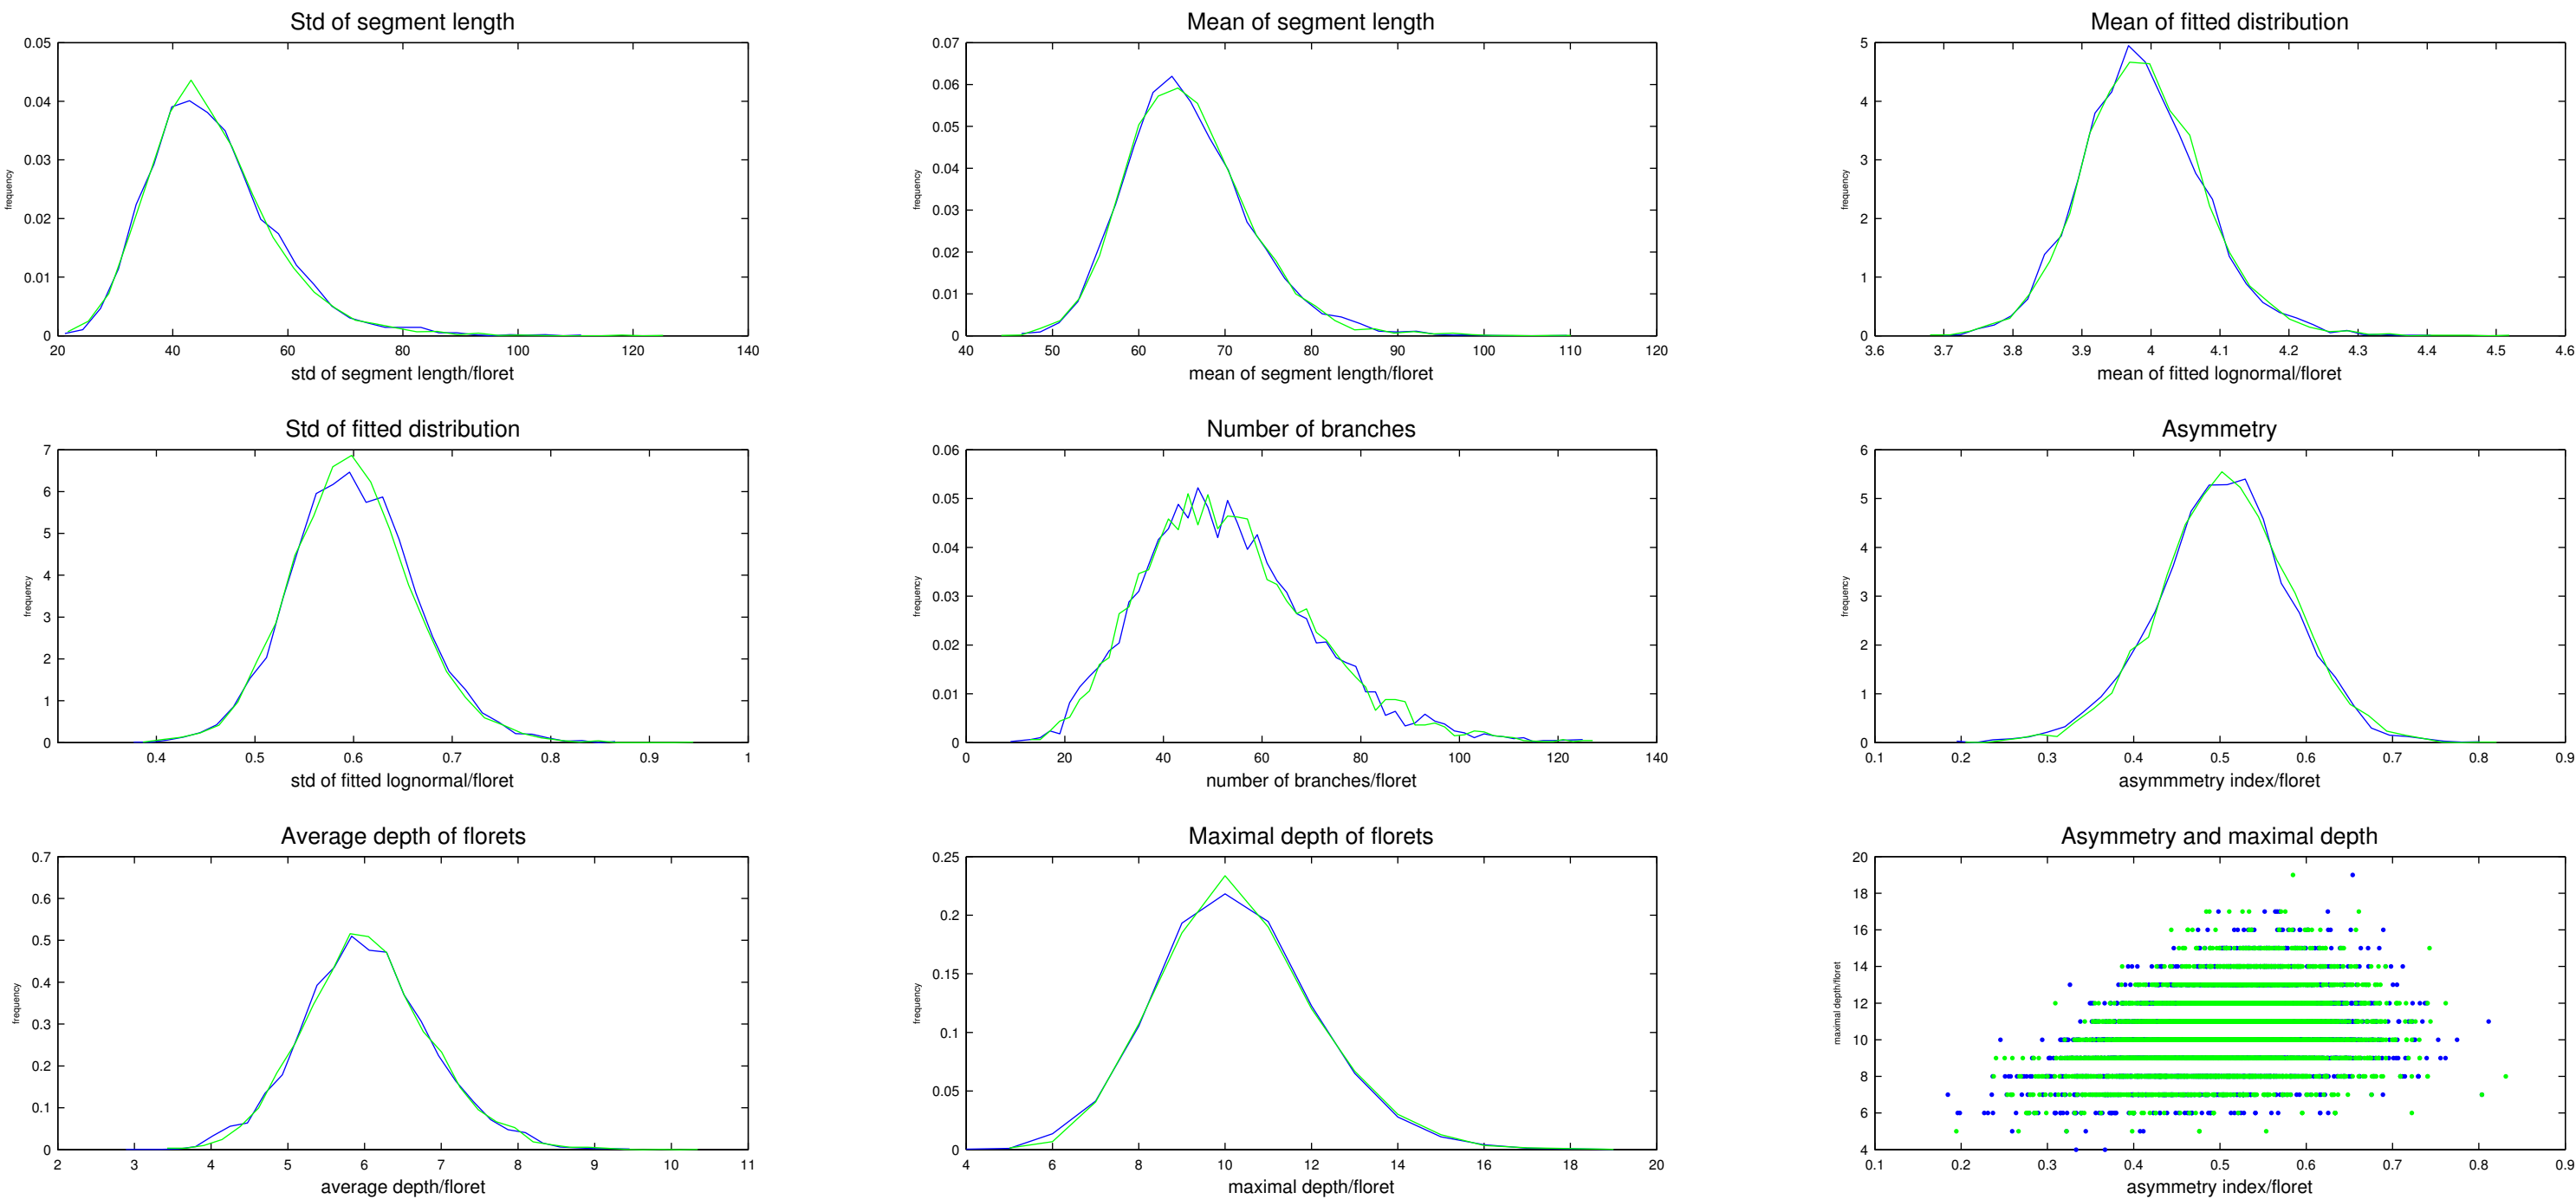 Std of segment length
0.05
0.04
0.03
0.02
0.01
0
frequency
20 40 60 80 100 120 140
std of segment length/floret
Mean of segment length
0.07
0.06
0.05
0.04
0.03
0.02
0.01
0
frequency
40 50 60 70 80 90 100 110 120
mean of segment length/floret
Mean of fitted distribution
5
4
3
2
1
0
frequency
3.6 3.7 3.8 3.9 4 4.1 4.2 4.3 4.4 4.5 4.6
mean of fitted lognormal/floret
Std of fitted distribution
7
6
5
4
3
2
1
0
frequency
0.4 0.5 0.6 0.7 0.8 0.9 1
std of fitted lognormal/floret
Number of branches
0.06
0.05
0.04
0.03
0.02
0.01
0
frequency
0 20 40 60 80 100 120 140
number of branches/floret
Asymmetry
6
5
4
3
2
1
0
frequency
0.1 0.2 0.3 0.4 0.5 0.6 0.7 0.8 0.9
asymmmetry index/floret
Average depth of florets
0.7
0.6
0.5
0.4
0.3
0.2
0.1
0
frequency
2 3 4 5 6 7 8 9 10 11
average depth/floret
Maximal depth of florets
0.25
0.2
0.15
0.1
0.05
0
frequency
4 6 8 10 12 14 16 18 20
maximal depth/floret
Asymmetry and maximal depth
20
18
16
14
12
10
8
6
4
maximal depth/floret
0.1 0.2 0.3 0.4 0.5 0.6 0.7 0.8 0.9
asymmetry index/floret